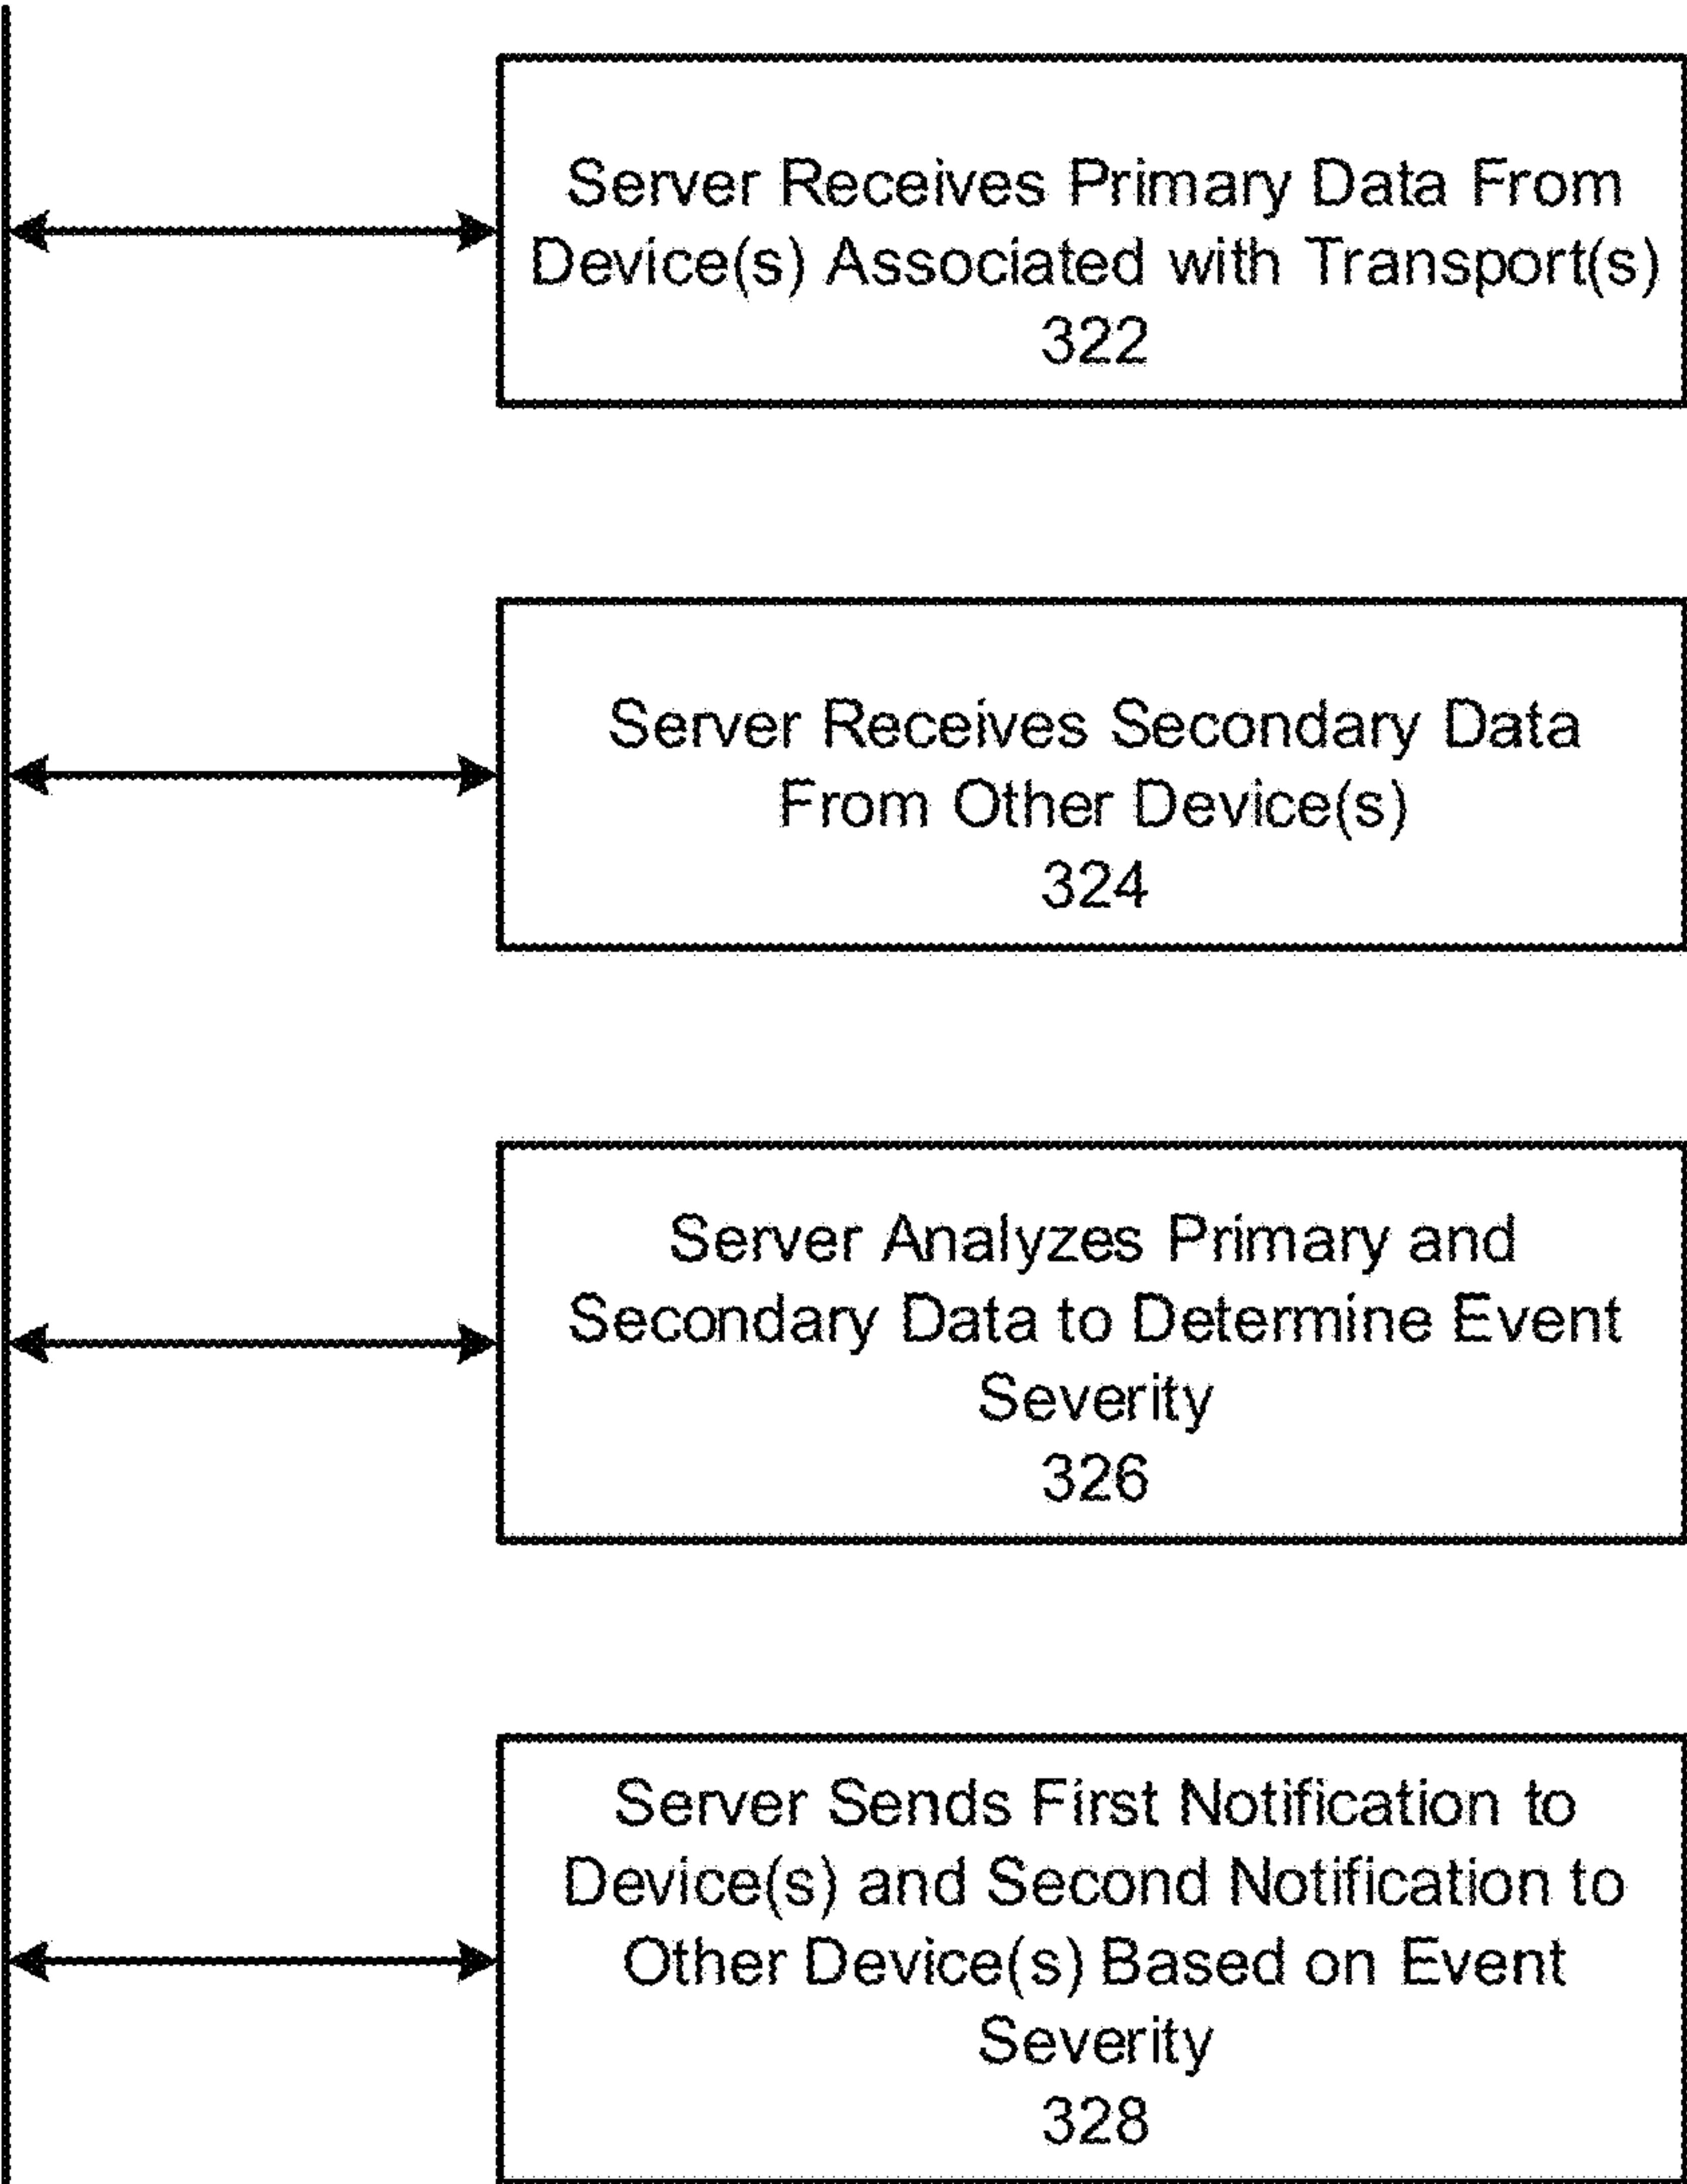 Server Receives Primary Data From
Device(s) Associated with Transport(s)
322
Server Receives Secondary Data
From Other Device(s)
324
Server Analyzes Primary and
Secondary Data to Determine Event
Severity
326
Server Sends First Notification to
Device(s) and Second Notification to
Other Device(s) Based on Event
Severity
328